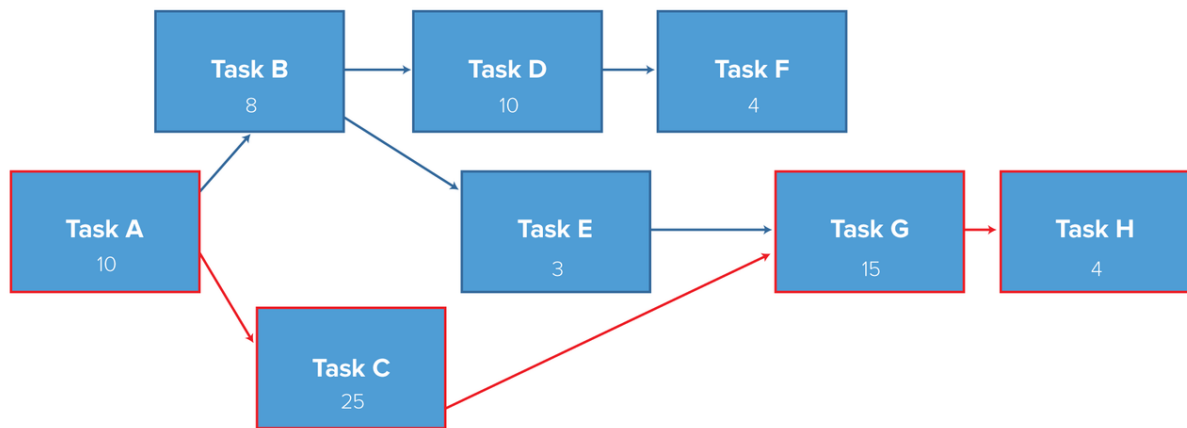 Task B
8
Task D
10
Task F
4
Task A
10
Task E
3
Task G
15
Task H
4
Task C
25